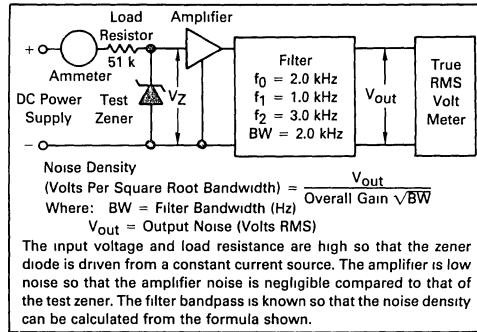 Load Resistor
51 k
Amplifier
+
Ammeter
DC Power Supply
Test Zener
VZ
−
Filter
f0 = 2.0 kHz
f1 = 1.0 kHz
f2 = 3.0 kHz
BW = 2.0 kHz
Vout
True
RMS
Volt
Meter
Noise Density
(Volts Per Square Root Bandwidth) = Vout / Overall Gain √BW
Where: BW = Filter Bandwidth (Hz)
Vout = Output Noise (Volts RMS)
The input voltage and load resistance are high so that the zener
diode is driven from a constant current source. The amplifier is low
noise so that the amplifier noise is negligible compared to that of
the test zener. The filter bandpass is known so that the noise density
can be calculated from the formula shown.